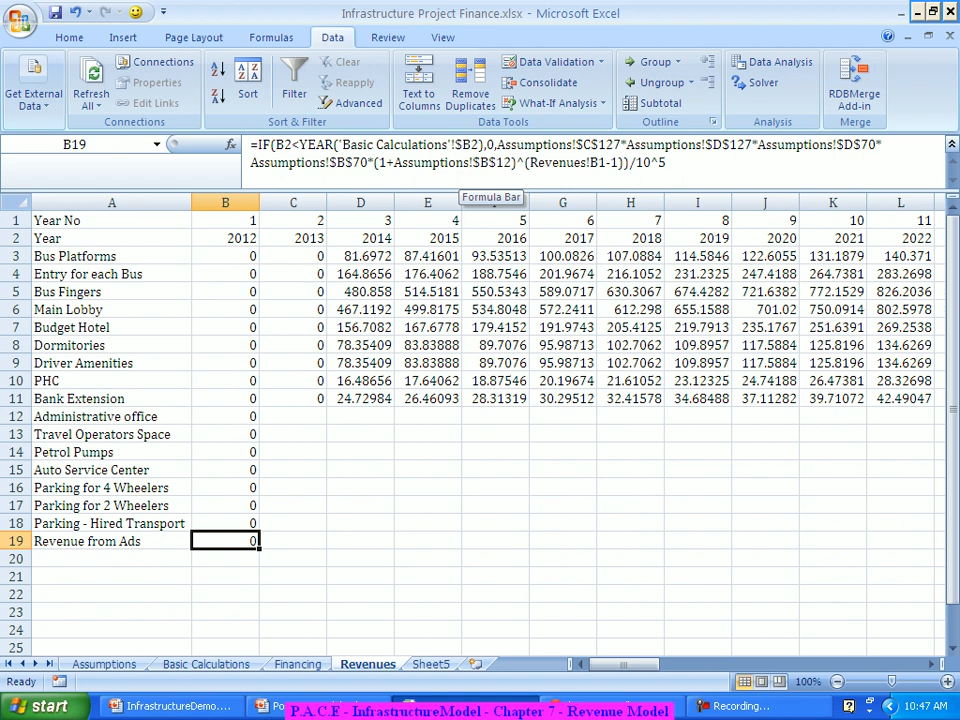 Infrastructure Project Finance.xlsx - Microsoft Excel
Home Insert Page Layout Formulas Data Review View
Get External Data Refresh All Connections Properties Edit Links Sort Filter Clear Reapply Advanced Text to Columns Remove Duplicates Data Validation Consolidate What-If Analysis Group Ungroup Subtotal Data Analysis Solver RDBMerge Add-in
Connections Sort & Filter Data Tools Outline Analysis Merge
B19 fx =IF(B2<YEAR('Basic Calculations'!$B2),0,Assumptions!$C$127*Assumptions!$D$127*Assumptions!$D$70*
Assumptions!$B$70*(1+Assumptions!$B$12)^(Revenues!B1-1))/10^5
Formula Bar
A B C D E G H I J K L
1 Year No 1 2 3 4 5 6 7 8 9 10 11
2 Year 2012 2013 2014 2015 2016 2017 2018 2019 2020 2021 2022
3 Bus Platforms 0 0 81.6972 87.41601 93.53513 100.0826 107.0884 114.5846 122.6055 131.1879 140.371
4 Entry for each Bus 0 0 164.8656 176.4062 188.7546 201.9674 216.1052 231.2325 247.4188 264.7381 283.2698
5 Bus Fingers 0 0 480.858 514.5181 550.5343 589.0717 630.3067 674.4282 721.6382 772.1529 826.2036
6 Main Lobby 0 0 467.1192 499.8175 534.8048 572.2411 612.298 655.1588 701.02 750.0914 802.5978
7 Budget Hotel 0 0 156.7082 167.6778 179.4152 191.9743 205.4125 219.7913 235.1767 251.6391 269.2538
8 Dormitories 0 0 78.35409 83.83888 89.7076 95.98713 102.7062 109.8957 117.5884 125.8196 134.6269
9 Driver Amenities 0 0 78.35409 83.83888 89.7076 95.98713 102.7062 109.8957 117.5884 125.8196 134.6269
10 PHC 0 0 16.48656 17.64062 18.87546 20.19674 21.61052 23.12325 24.74188 26.47381 28.32698
11 Bank Extension 0 0 24.72984 26.46093 28.31319 30.29512 32.41578 34.68488 37.11282 39.71072 42.49047
12 Administrative office 0
13 Travel Operators Space 0
14 Petrol Pumps 0
15 Auto Service Center 0
16 Parking for 4 Wheelers 0
17 Parking for 2 Wheelers 0
18 Parking - Hired Transport 0
19 Revenue from Ads 0
20
21
22
23
24
25
Assumptions Basic Calculations Financing Revenues Sheet5
Ready 100%
start InfrastructureDemo.... Po Recording... 10:47 AM
P.A.C.E - InfrastructureModel - Chapter 7 - Revenue Model